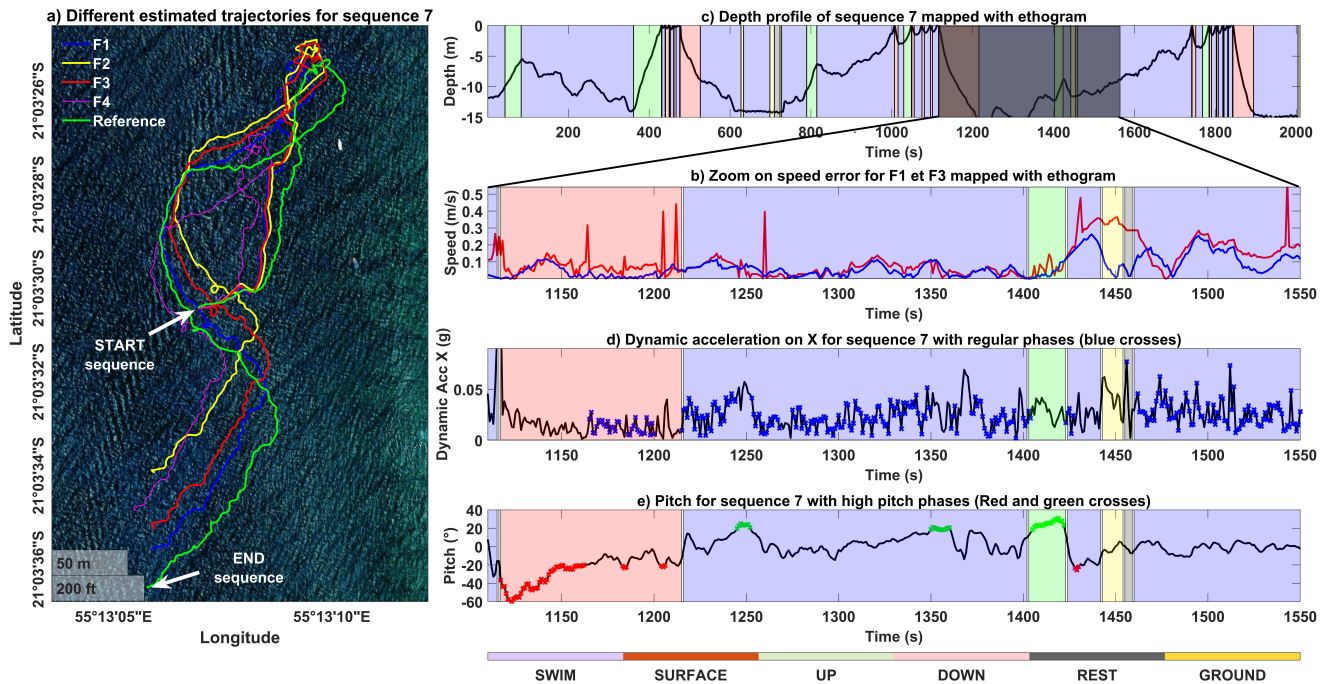 a) Different estimated trajectories for sequence 7
F1
F2
F3
F4
Reference
START
sequence
END
sequence
50 m
200 ft
21°03'26"S
21°03'28"S
21°03'30"S
21°03'32"S
21°03'34"S
21°03'36"S
Latitude
55°13'05"E
55°13'10"E
Longitude
c) Depth profile of sequence 7 mapped with ethogram
Depth (m)
0
-5
-10
-15
200
400
600
800
1000
1200
1400
1600
1800
2000
Time (s)
b) Zoom on speed error for F1 et F3 mapped with ethogram
Speed (m/s)
0.5
0.4
0.3
0.2
0.1
1150
1200
1250
1300
1350
1400
1450
1500
1550
Time (s)
d) Dynamic acceleration on X for sequence 7 with regular phases (blue crosses)
Dynamic Acc X (g)
0.05
0
1150
1200
1250
1300
1350
1400
1450
1500
1550
Time (s)
e) Pitch for sequence 7 with high pitch phases (Red and green crosses)
Pitch (°)
40
20
0
-20
-40
-60
1150
1200
1250
1300
1350
1400
1450
1500
1550
Time (s)
SWIM
SURFACE
UP
DOWN
REST
GROUND